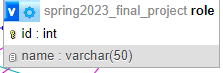 v spring2023_final_project role
id : int
name : varchar(50)